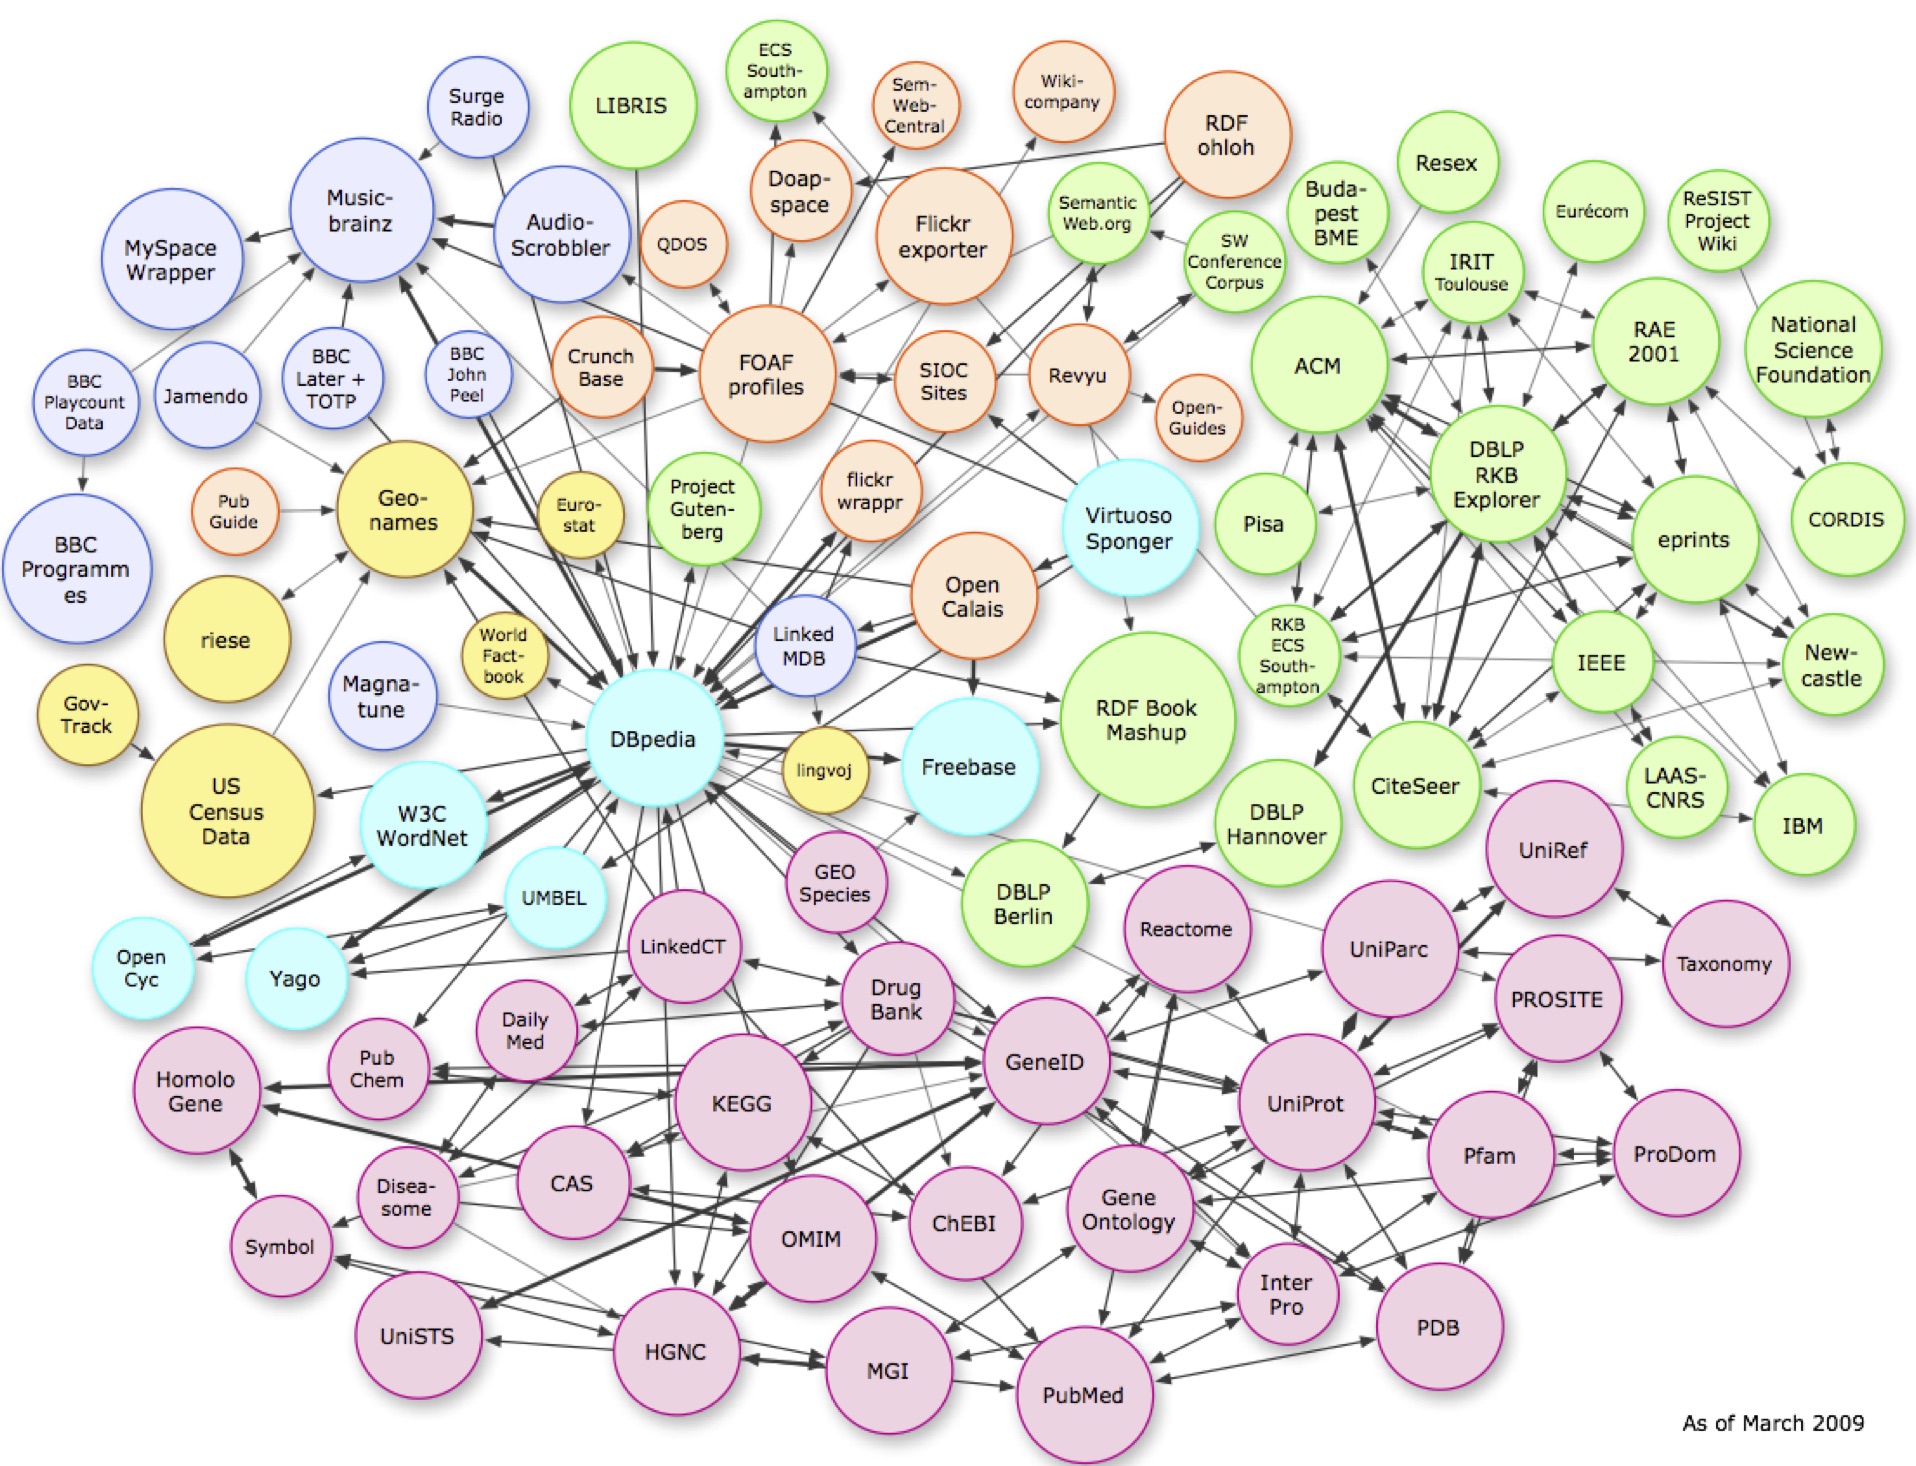 ECS
South-
ampton
Surge
Radio
LIBRIS
Sem-
Web-
Central
Wiki-
company
RDF
ohloh
Resex
Music-
brainz
Audio-
Scrobbler
MySpace
Wrapper
QDOS
Doap-
space
Flickr
exporter
Semantic
Web.org
SW
Conference
Corpus
Buda-
pest
BME
IRIT
Toulouse
Eurécom
ReSIST
Project
Wiki
BBC
Playcount
Data
Jamendo
BBC
Later +
TOTP
BBC
John
Peel
Crunch
Base
FOAF
profiles
SIOC
Sites
Revyu
Open-
Guides
ACM
RAE
2001
National
Science
Foundation
BBC
Programm
es
Pub
Guide
Geo-
names
Euro-
stat
Project
Guten-
berg
flickr
wrappr
Virtuoso
Sponger
Pisa
DBLP
RKB
Explorer
eprints
CORDIS
riese
World
Fact-
book
Linked
MDB
Open
Calais
RKB
ECS
South-
ampton
IEEE
New-
castle
Gov-
Track
Magna-
tune
DBpedia
lingvoj
Freebase
RDF Book
Mashup
CiteSeer
LAAS-
CNRS
IBM
US
Census
Data
W3C
WordNet
UMBEL
GEO
Species
DBLP
Berlin
DBLP
Hannover
UniRef
Open
Cyc
Yago
LinkedCT
Drug
Bank
Reactome
UniParc
PROSITE
Taxonomy
Homolo
Gene
Pub
Chem
Daily
Med
KEGG
GeneID
UniProt
Pfam
ProDom
Symbol
Disea-
some
CAS
OMIM
ChEBI
Gene
Ontology
Inter
Pro
PDB
UniSTS
HGNC
MGI
PubMed
As of March 2009